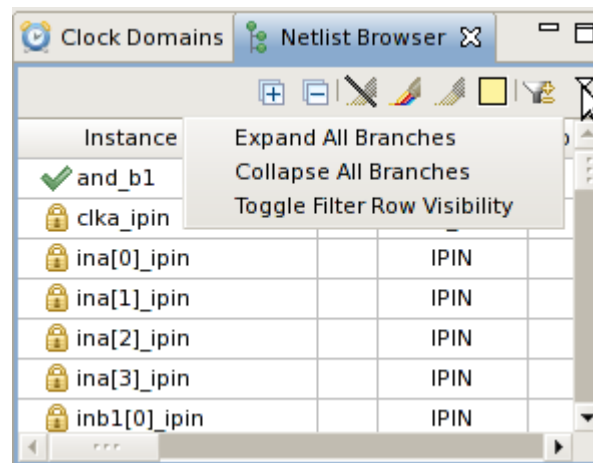 Clock Domains Netlist Browser
Instance
Expand All Branches
Collapse All Branches
Toggle Filter Row Visibility
and_b1
clka_ipin
ina[0]_ipin IPIN
ina[1]_ipin IPIN
ina[2]_ipin IPIN
ina[3]_ipin IPIN
inb1[0]_ipin IPIN